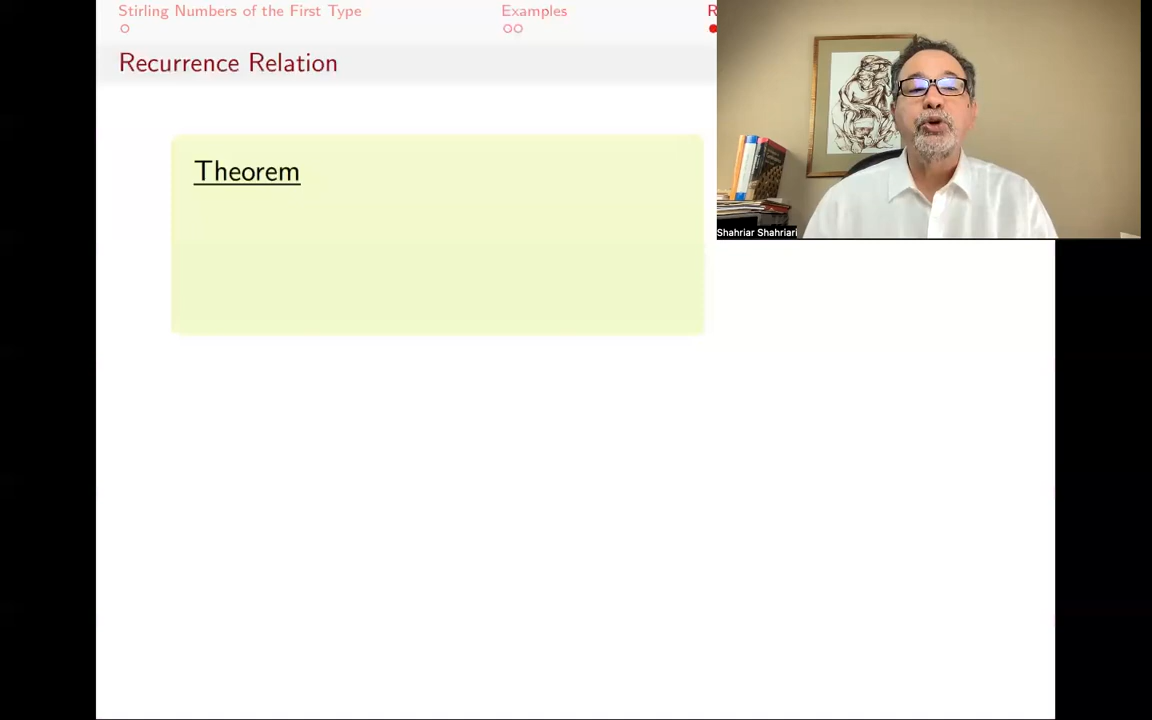 Stirling Numbers of the First Type Examples R
Recurrence Relation
Theorem
Shahriar Shahriari